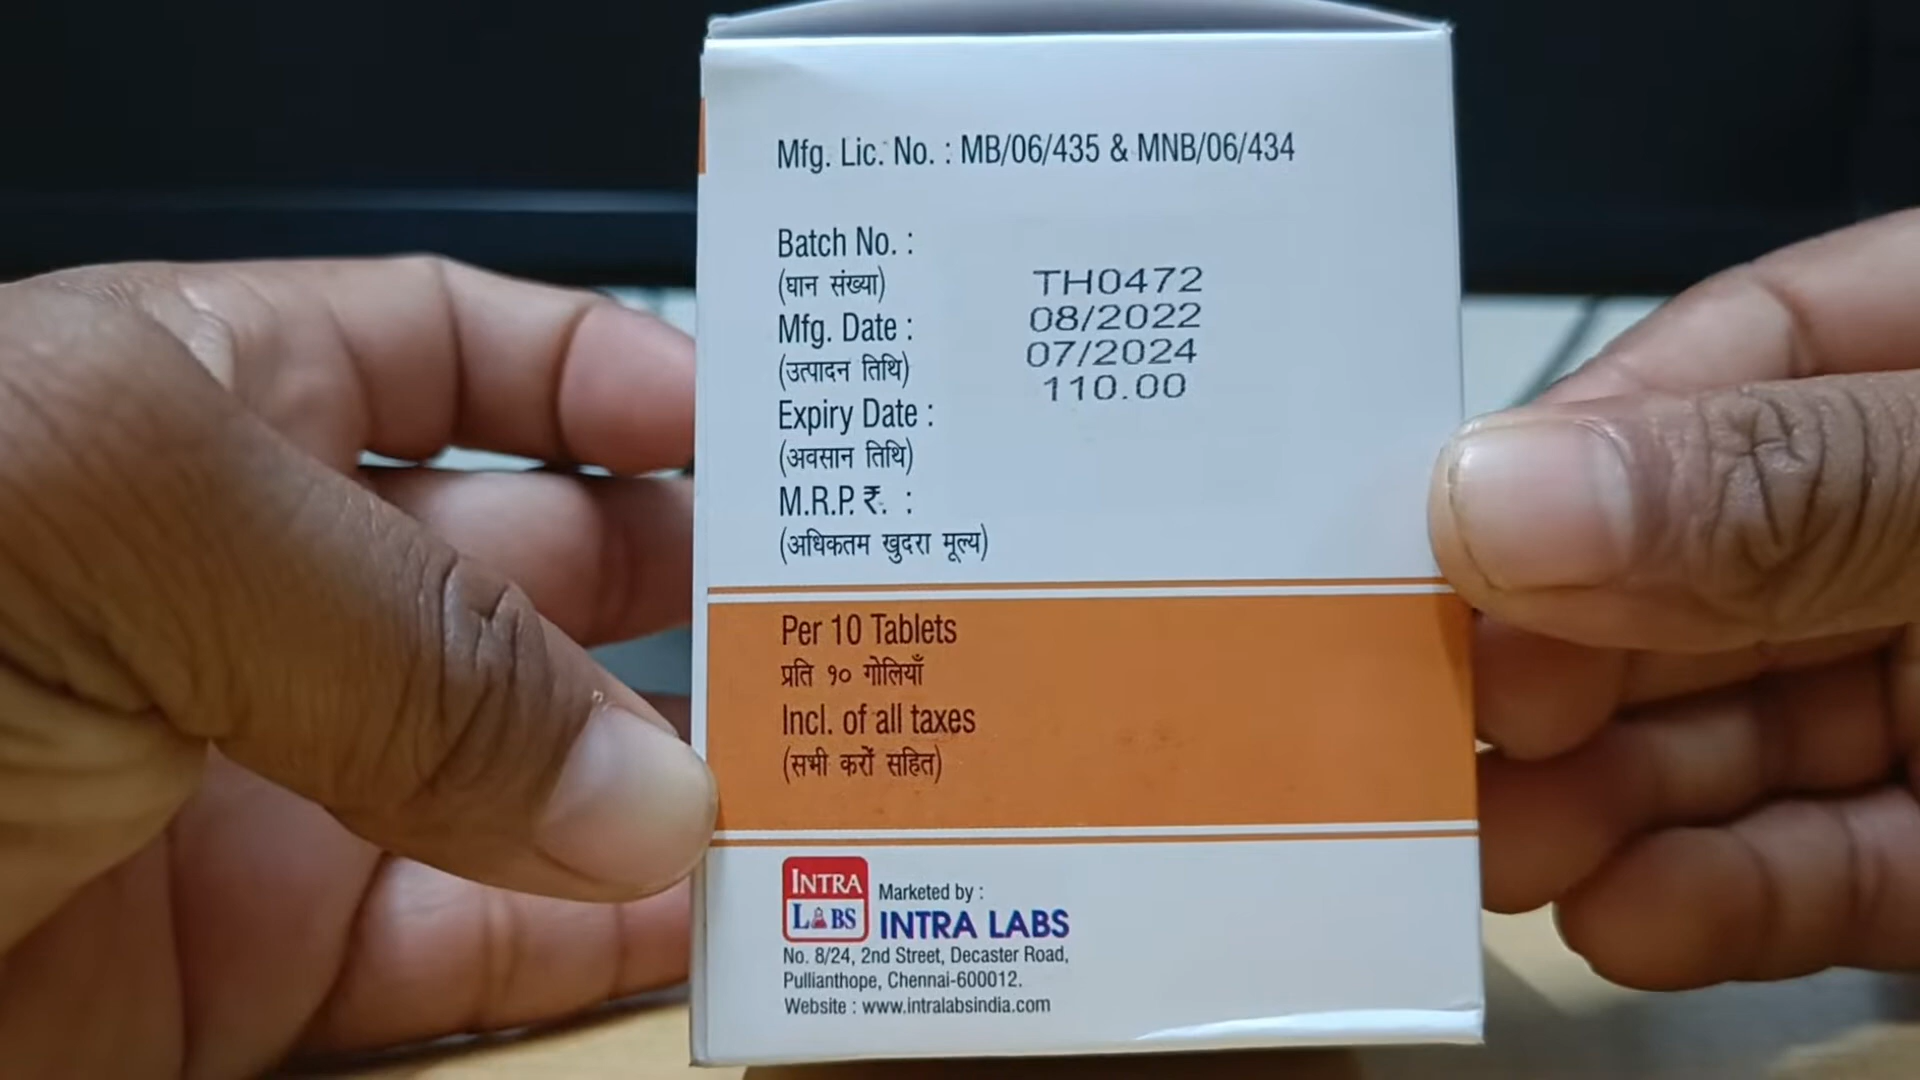 Mfg. Lic. No. : MB/06/435 & MNB/06/434
Batch No. :
(घान संख्या)
TH0472
Mfg. Date :
08/2022
(उत्पादन तिथि)
07/2024
110.00
Expiry Date :
(अवसान तिथि)
M.R.P. ₹. :
(अधिकतम खुदरा मूल्य)
Per 10 Tablets
प्रति १० गोलियाँ
Incl. of all taxes
(सभी करों सहित)
INTRA
LABS
Marketed by :
INTRA LABS
No. 8/24, 2nd Street, Decaster Road,
Pullianthope, Chennai-600012.
Website : www.intralabsindia.com